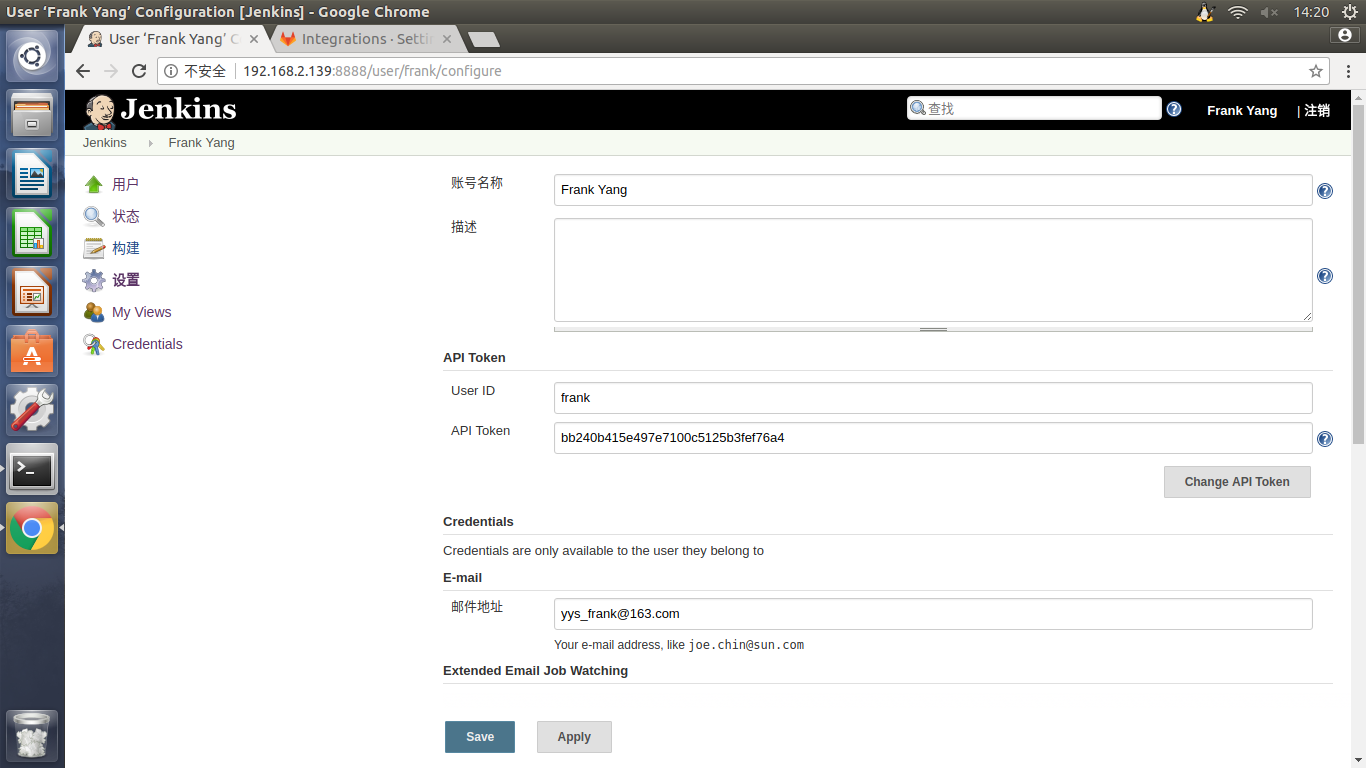 User ‘Frank Yang’ Configuration [Jenkins] - Google Chrome
14:20
User ‘Frank Yang’ C
Integrations · Setti
不安全
192.168.2.139:8888/user/frank/configure
Jenkins
查找
Frank Yang
| 注销
Jenkins
Frank Yang
用户
状态
构建
设置
My Views
Credentials
账号名称
Frank Yang
描述
API Token
User ID
frank
API Token
bb240b415e497e7100c5125b3fef76a4
Change API Token
Credentials
Credentials are only available to the user they belong to
E-mail
邮件地址
yys_frank@163.com
Your e-mail address, like joe.chin@sun.com
Extended Email Job Watching
Save
Apply